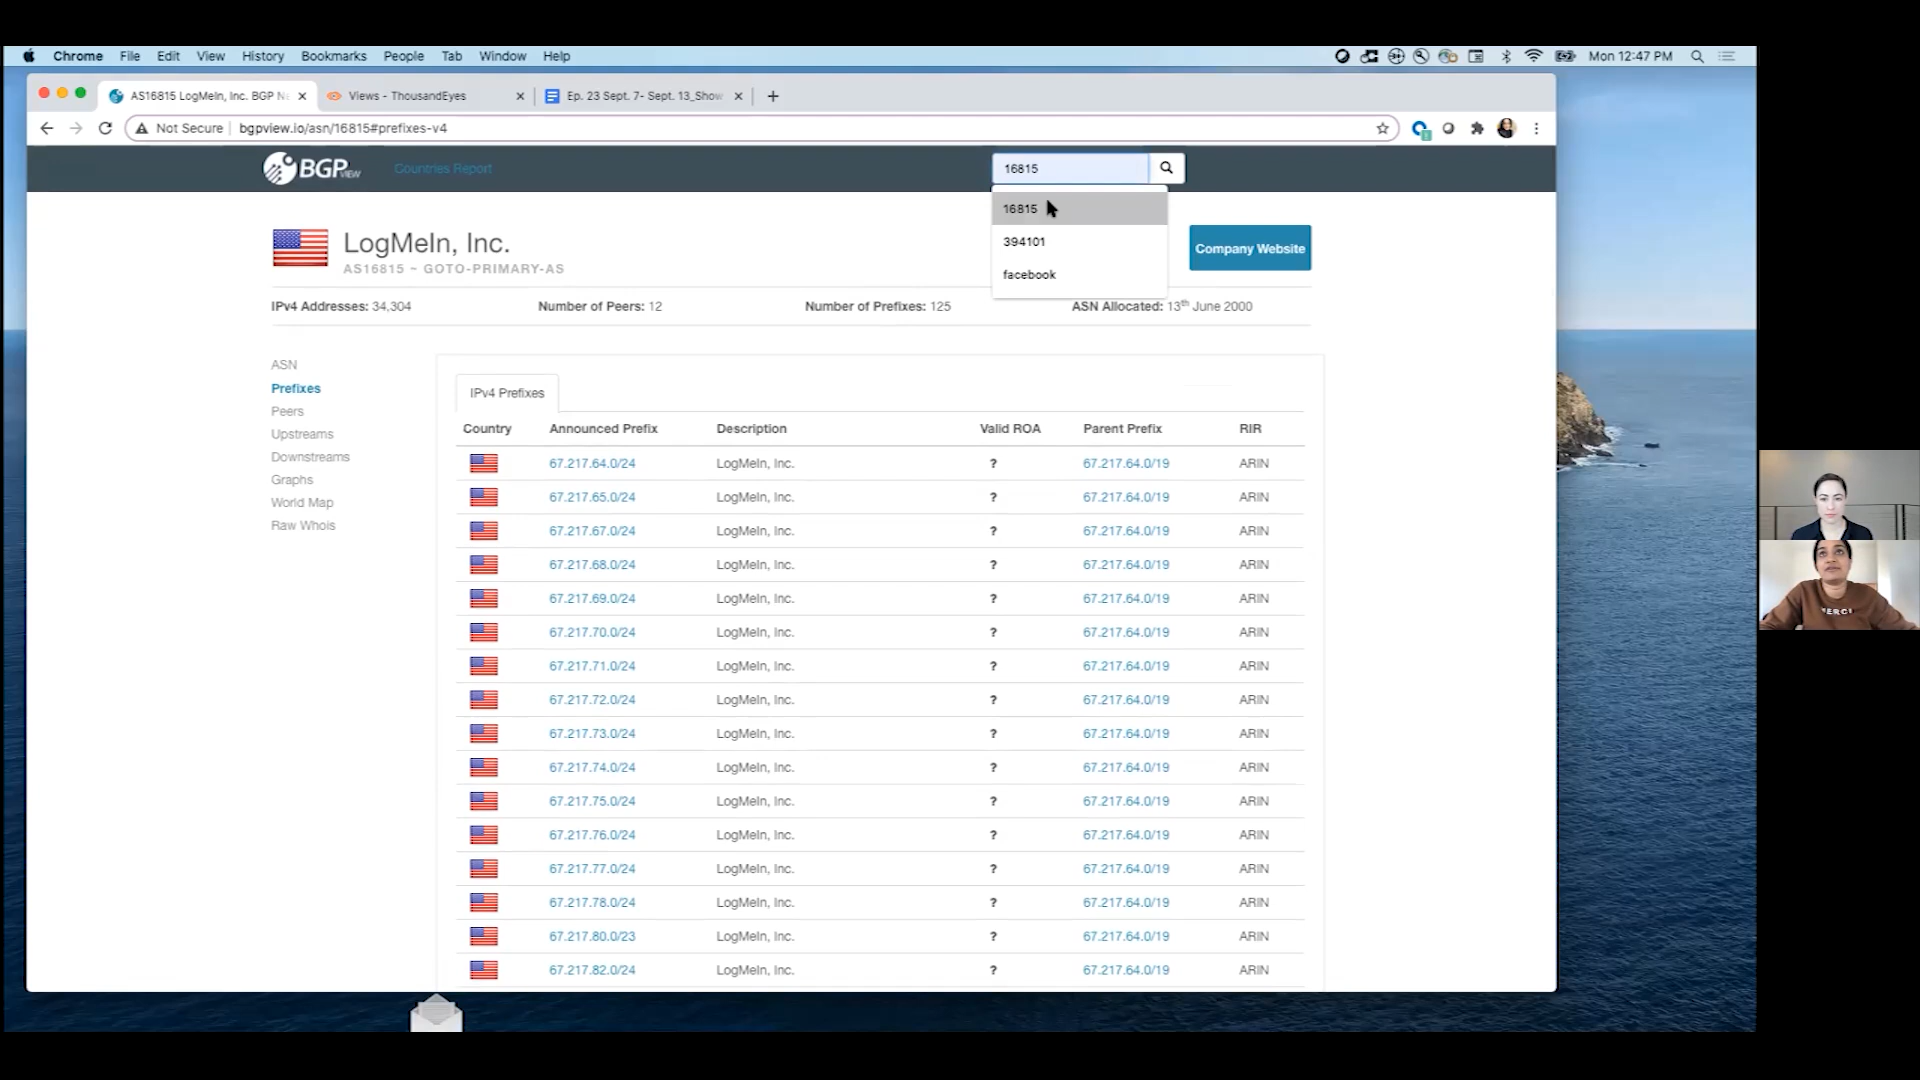 Chrome File Edit View History Bookmarks People Tab Window Help Mon 12:47 PM
AS16815 LogMeIn, Inc. BGP Ne Views - ThousandEyes Ep. 23 Sept. 7- Sept. 13_Show
Not Secure bgpview.io/asn/16815#prefixes-v4
BGPVIEW Countries Report 16815
16815
394101
facebook
LogMeIn, Inc.
AS16815 ~ GOTO-PRIMARY-AS
Company Website
IPv4 Addresses: 34,304 Number of Peers: 12 Number of Prefixes: 125 ASN Allocated: 13th June 2000
ASN
Prefixes
Peers
Upstreams
Downstreams
Graphs
World Map
Raw Whois
IPv4 Prefixes
Country Announced Prefix Description Valid ROA Parent Prefix RIR
67.217.64.0/24 LogMeIn, Inc. ? 67.217.64.0/19 ARIN
67.217.65.0/24 LogMeIn, Inc. ? 67.217.64.0/19 ARIN
67.217.67.0/24 LogMeIn, Inc. ? 67.217.64.0/19 ARIN
67.217.68.0/24 LogMeIn, Inc. ? 67.217.64.0/19 ARIN
67.217.69.0/24 LogMeIn, Inc. ? 67.217.64.0/19 ARIN
67.217.70.0/24 LogMeIn, Inc. ? 67.217.64.0/19 ARIN
67.217.71.0/24 LogMeIn, Inc. ? 67.217.64.0/19 ARIN
67.217.72.0/24 LogMeIn, Inc. ? 67.217.64.0/19 ARIN
67.217.73.0/24 LogMeIn, Inc. ? 67.217.64.0/19 ARIN
67.217.74.0/24 LogMeIn, Inc. ? 67.217.64.0/19 ARIN
67.217.75.0/24 LogMeIn, Inc. ? 67.217.64.0/19 ARIN
67.217.76.0/24 LogMeIn, Inc. ? 67.217.64.0/19 ARIN
67.217.77.0/24 LogMeIn, Inc. ? 67.217.64.0/19 ARIN
67.217.78.0/24 LogMeIn, Inc. ? 67.217.64.0/19 ARIN
67.217.80.0/23 LogMeIn, Inc. ? 67.217.64.0/19 ARIN
67.217.82.0/24 LogMeIn, Inc. ? 67.217.64.0/19 ARIN